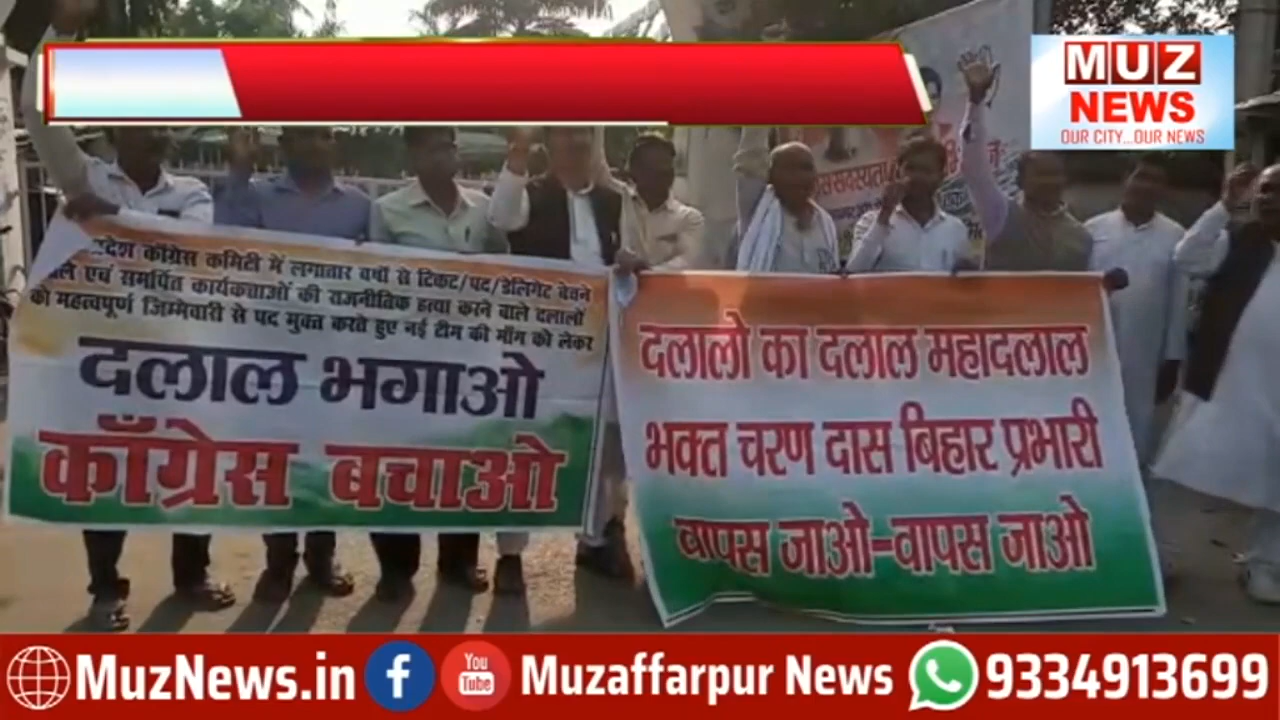 MUZ
NEWS
OUR CITY...OUR NEWS
प्रदेश कॉंग्रेस कमिटी में लगातार वर्षो से टिकट/पद/डेलिगेट बेचने
वाले एवं समर्पित कार्यकत्ताओं की राजनीतिक हत्या करने वाले दलालों
को महत्वपूर्ण जिम्मेवारी से पद मुक्त करते हुए नई टीम की माँग को लेकर
दलाल भगाओ
कॉंग्रेस बचाओ
दलालो का दलाल महादलाल
भक्त चरण दास बिहार प्रभारी
वापस जाओ–वापस जाओ
MuzNews.in
You
Tube
Muzaffarpur News
9334913699